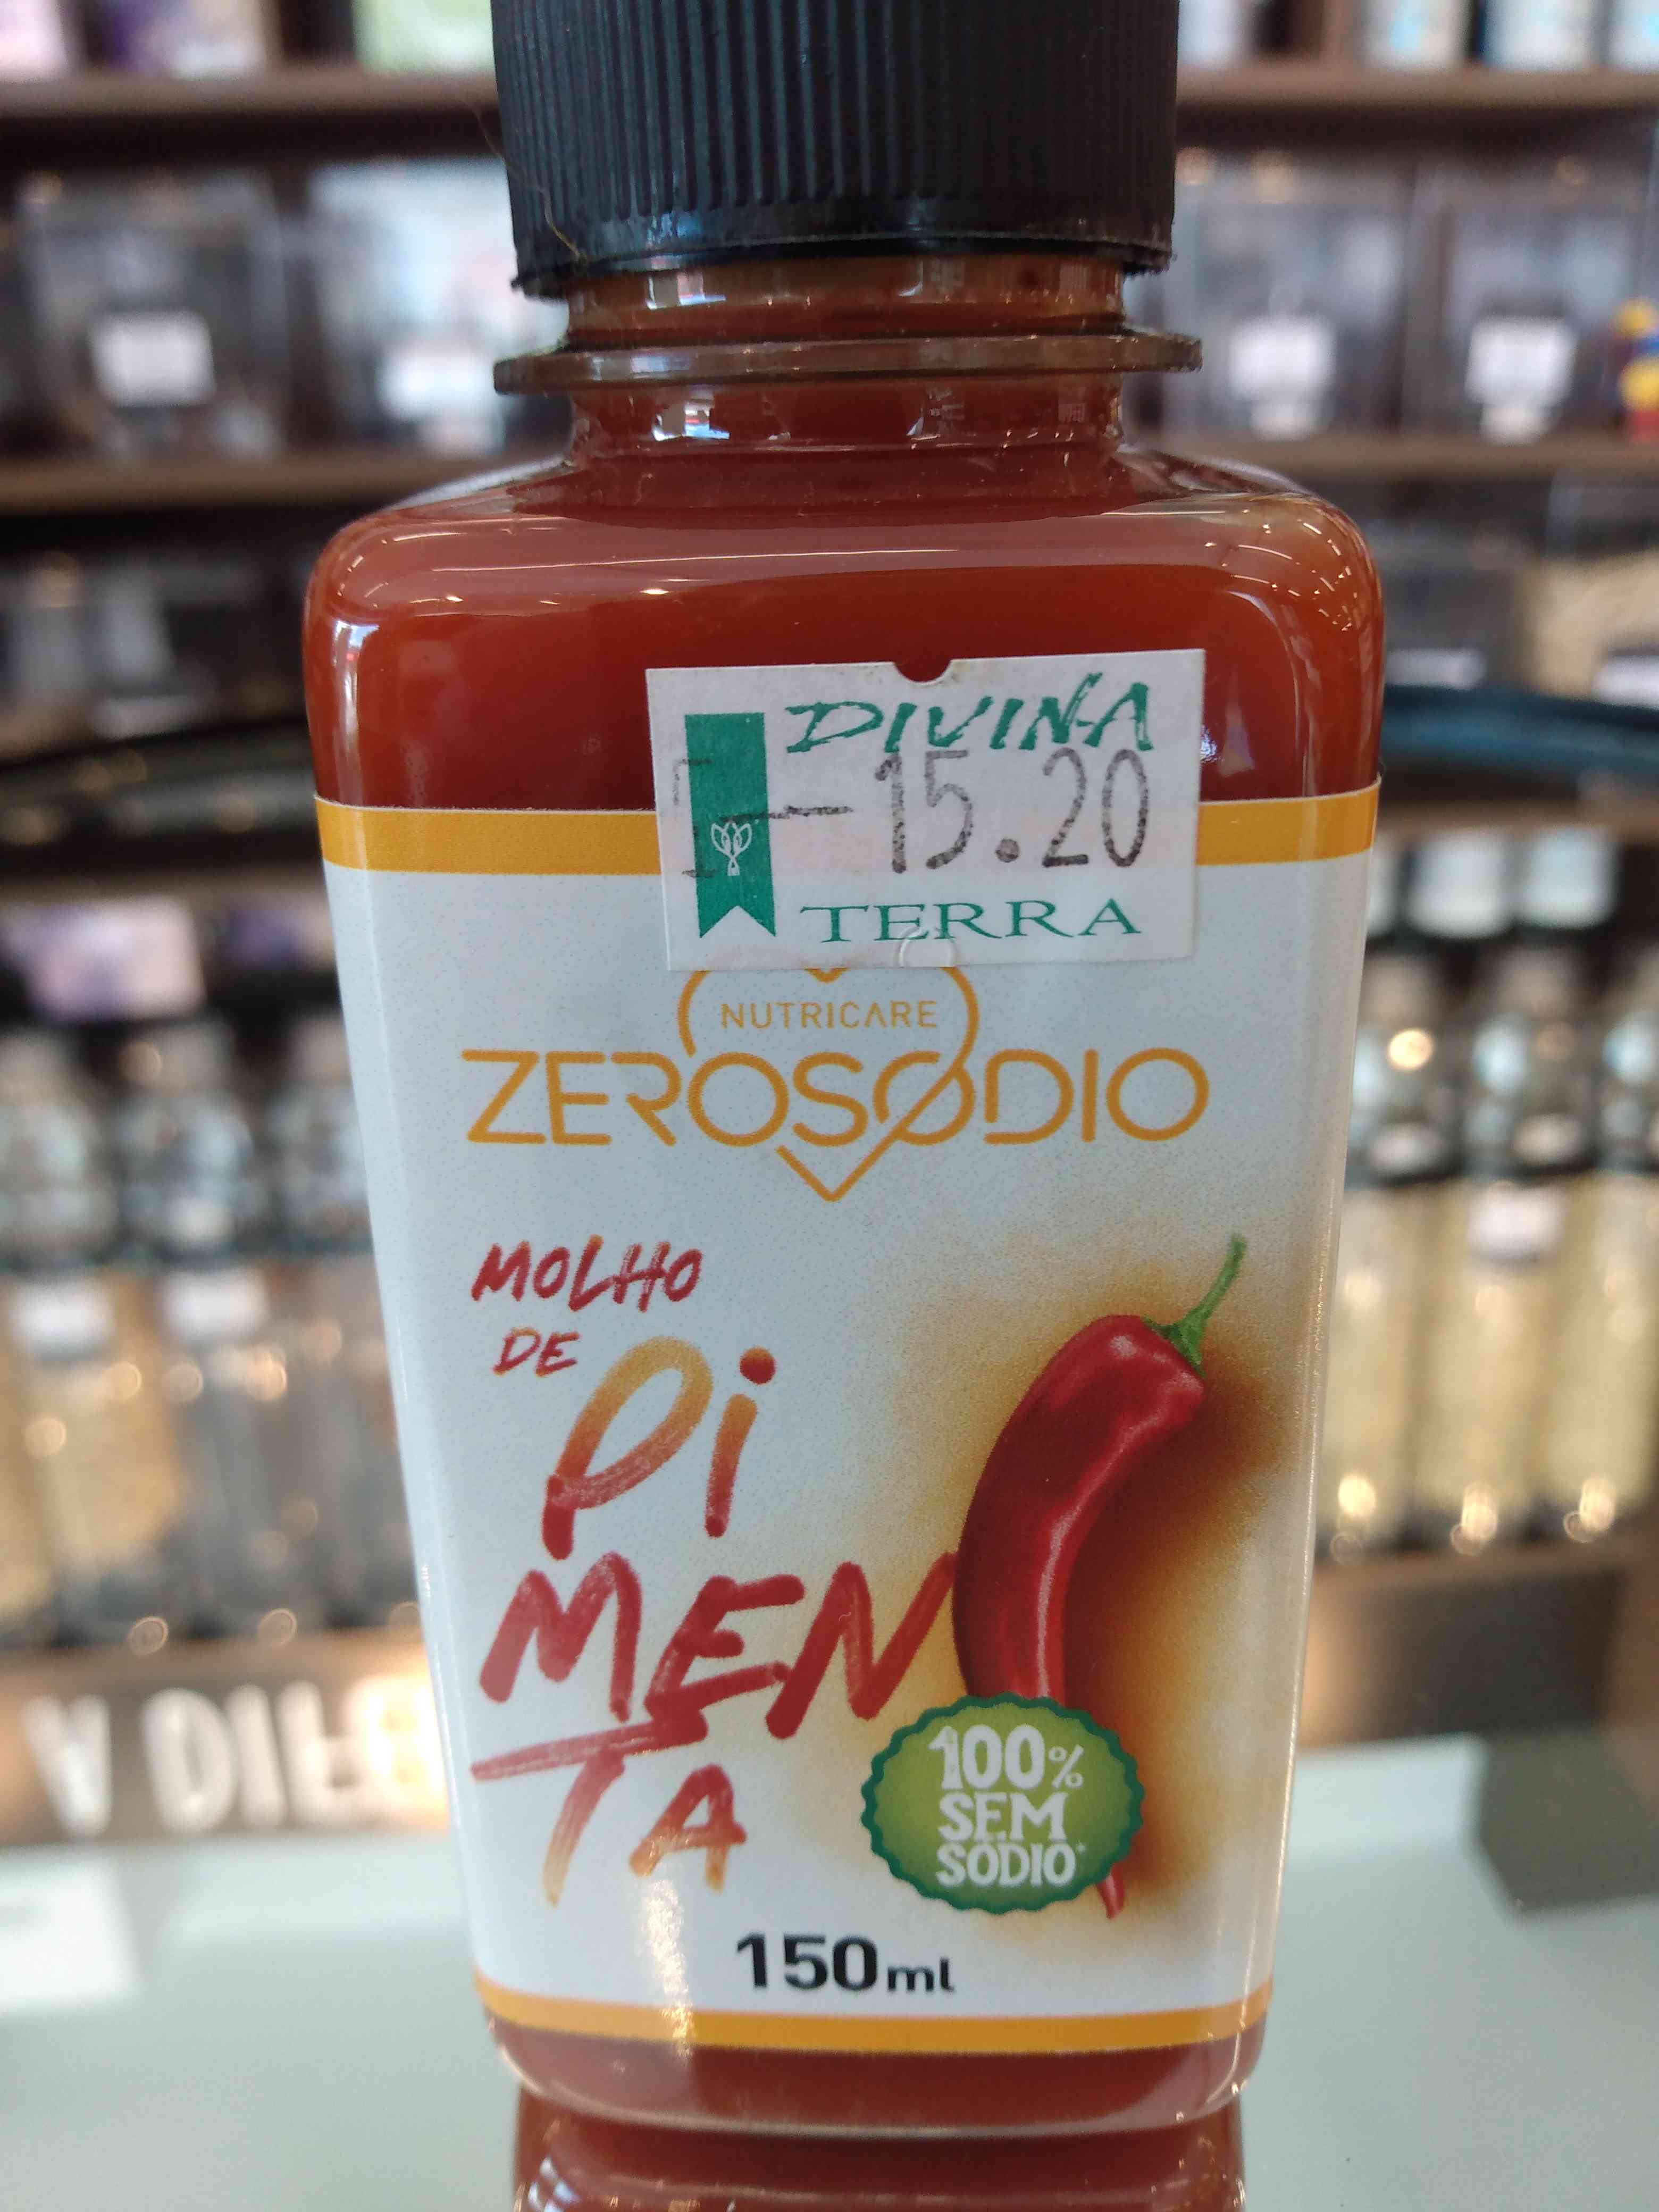 DIVINA
15.20
TERRA
NUTRICARE
ZEROSODIO
MOLHO
DE
Pi
MEN
TA
100%
SEM
SÓDIO*
150ml